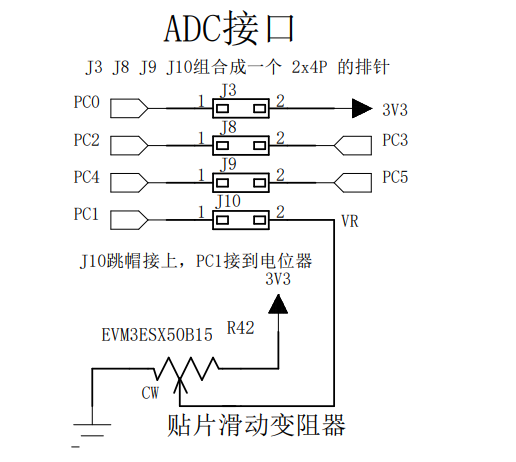 ADC接口
J3 J8 J9 J10组合成一个 2x4P 的排针
PC0 1 J3 2 3V3
PC2 1 J8 2 PC3
PC4 1 J9 2 PC5
PC1 1 J10 2 VR
J10跳帽接上，PC1接到电位器
3V3
EVM3ESX50B15 R42
CW
贴片滑动变阻器